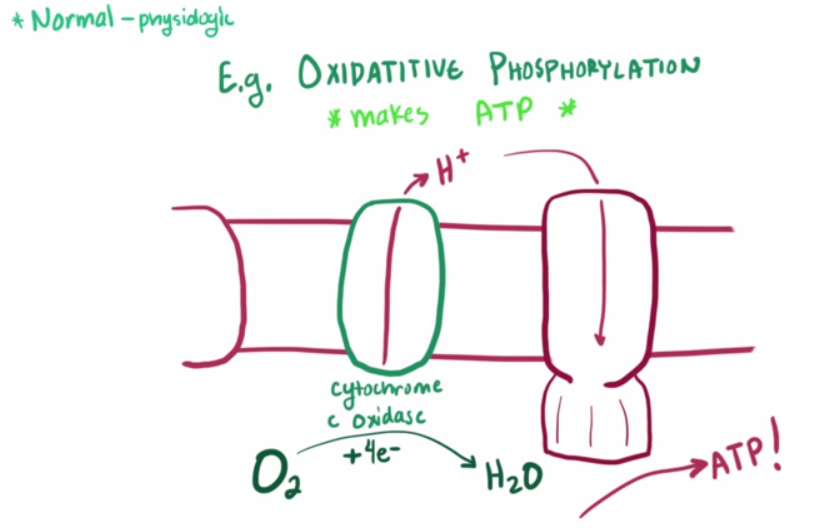 * Normal - physiologic
E.g. OXIDATITIVE PHOSPHORYLATION
* makes ATP *
H+
cytochrome
c oxidase
O₂ +4e- H₂O
ATP!